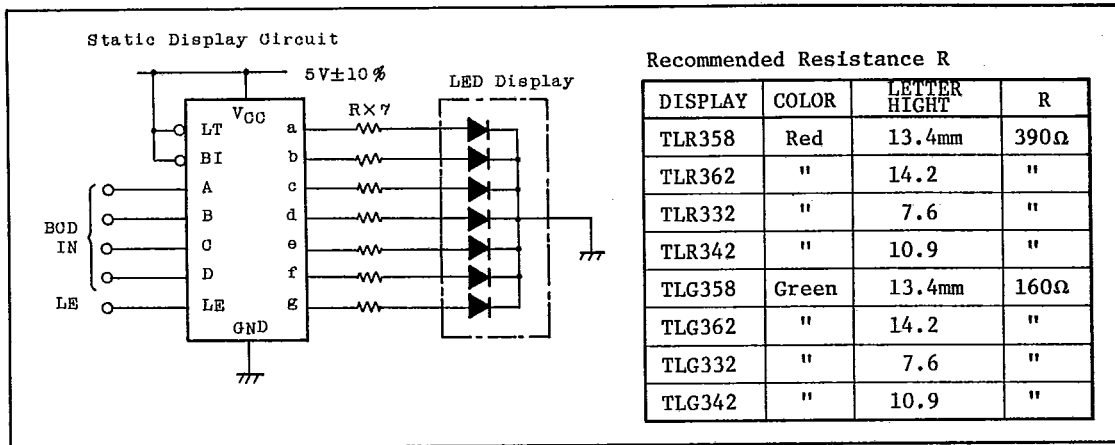 Static Display Circuit
5V±10%
LED Display
VCC
R×7
LT
BI
A
B
C
D
LE
a
b
c
d
e
f
g
BCD
IN
LE
GND
Recommended Resistance R
DISPLAY COLOR LETTER HIGHT R
TLR358 Red 13.4mm 390Ω
TLR362 " 14.2 "
TLR332 " 7.6 "
TLR342 " 10.9 "
TLG358 Green 13.4mm 160Ω
TLG362 " 14.2 "
TLG332 " 7.6 "
TLG342 " 10.9 "